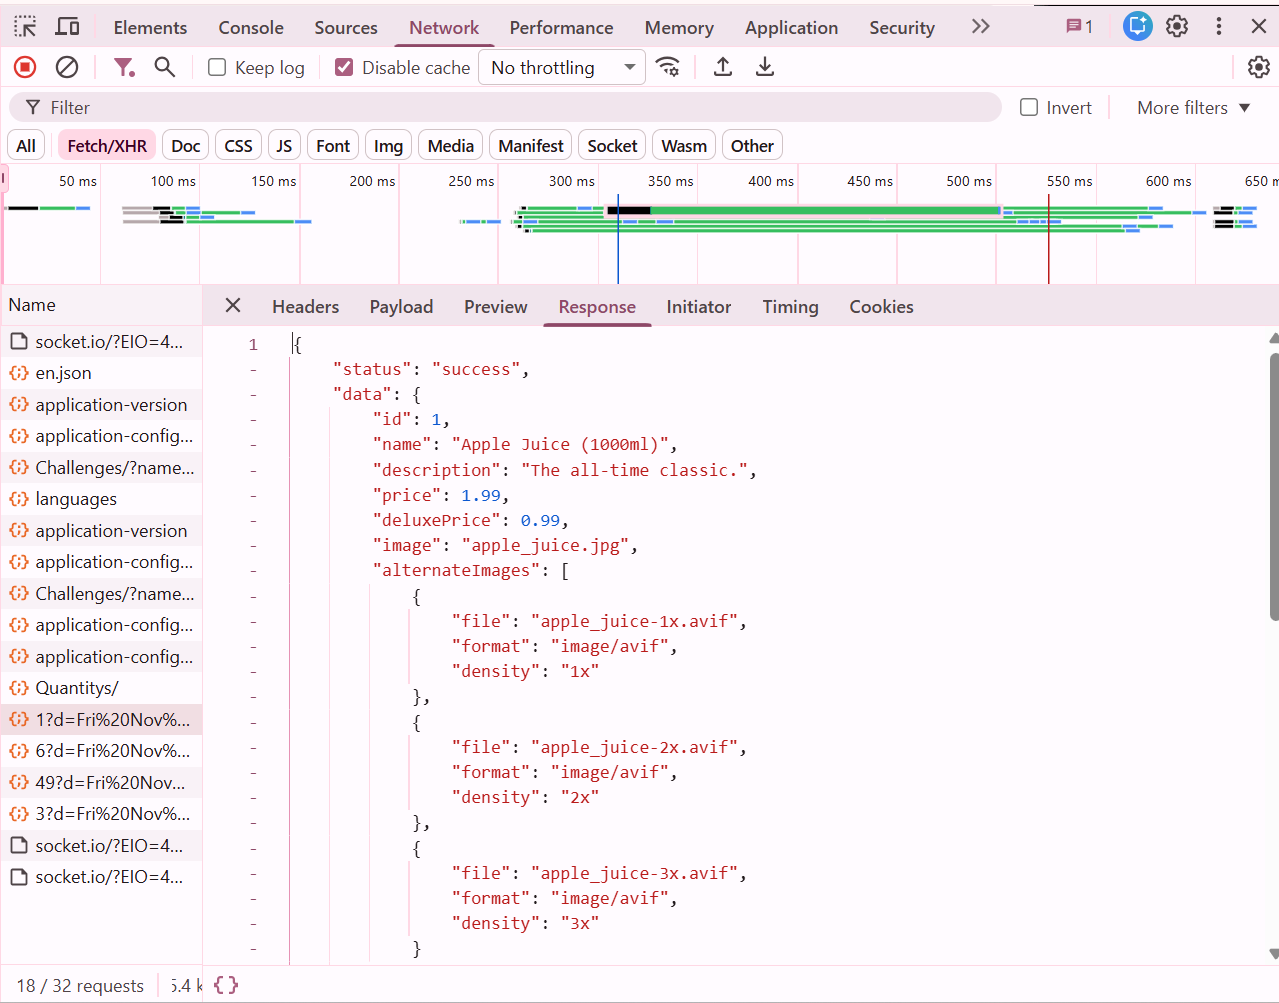 Elements Console Sources Network Performance Memory Application Security 1
Keep log Disable cache No throttling
Filter Invert More filters
All Fetch/XHR Doc CSS JS Font Img Media Manifest Socket Wasm Other
50 ms 100 ms 150 ms 200 ms 250 ms 300 ms 350 ms 400 ms 450 ms 500 ms 550 ms 600 ms 650 m
Name
socket.io/?EIO=4...
en.json
application-version
application-config...
Challenges/?name...
languages
application-version
application-config...
Challenges/?name...
application-config...
application-config...
Quantitys/
1?d=Fri%20Nov%...
6?d=Fri%20Nov%...
49?d=Fri%20Nov...
3?d=Fri%20Nov%...
socket.io/?EIO=4...
socket.io/?EIO=4...
Headers Payload Preview Response Initiator Timing Cookies
1 {
- "status": "success",
- "data": {
- "id": 1,
- "name": "Apple Juice (1000ml)",
- "description": "The all-time classic.",
- "price": 1.99,
- "deluxePrice": 0.99,
- "image": "apple_juice.jpg",
- "alternateImages": [
- {
- "file": "apple_juice-1x.avif",
- "format": "image/avif",
- "density": "1x"
- },
- {
- "file": "apple_juice-2x.avif",
- "format": "image/avif",
- "density": "2x"
- },
- {
- "file": "apple_juice-3x.avif",
- "format": "image/avif",
- "density": "3x"
- }
18 / 32 requests 5.4 k { }